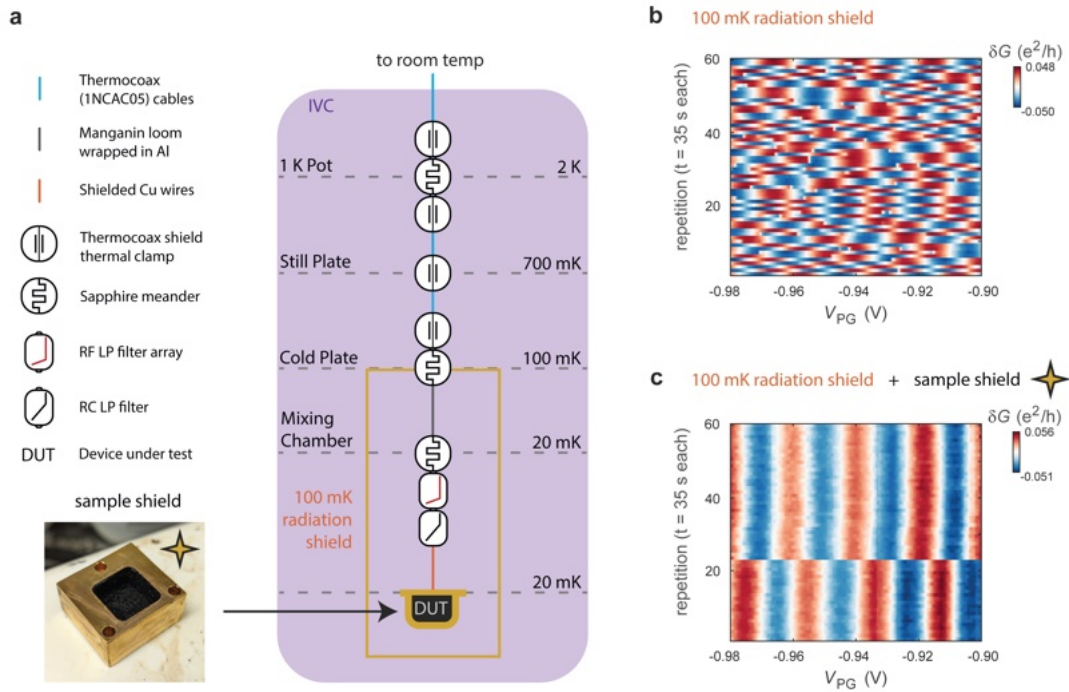 a
Thermocoax
(1NCAC05) cables
Manganin loom
wrapped in Al
Shielded Cu wires
Thermocoax shield
thermal clamp
Sapphire meander
RF LP filter array
RC LP filter
DUT Device under test
sample shield
to room temp
IVC
1 K Pot 2 K
Still Plate 700 mK
Cold Plate 100 mK
Mixing
Chamber 20 mK
100 mK
radiation
shield
20 mK
DUT
b 100 mK radiation shield
δG (e²/h)
0.048
-0.050
repetition (t = 35 s each)
60
40
20
-0.98 -0.96 -0.94 -0.92 -0.90
VPG (V)
c 100 mK radiation shield + sample shield
δG (e²/h)
0.056
-0.051
repetition (t = 35 s each)
60
40
20
-0.98 -0.96 -0.94 -0.92 -0.90
VPG (V)